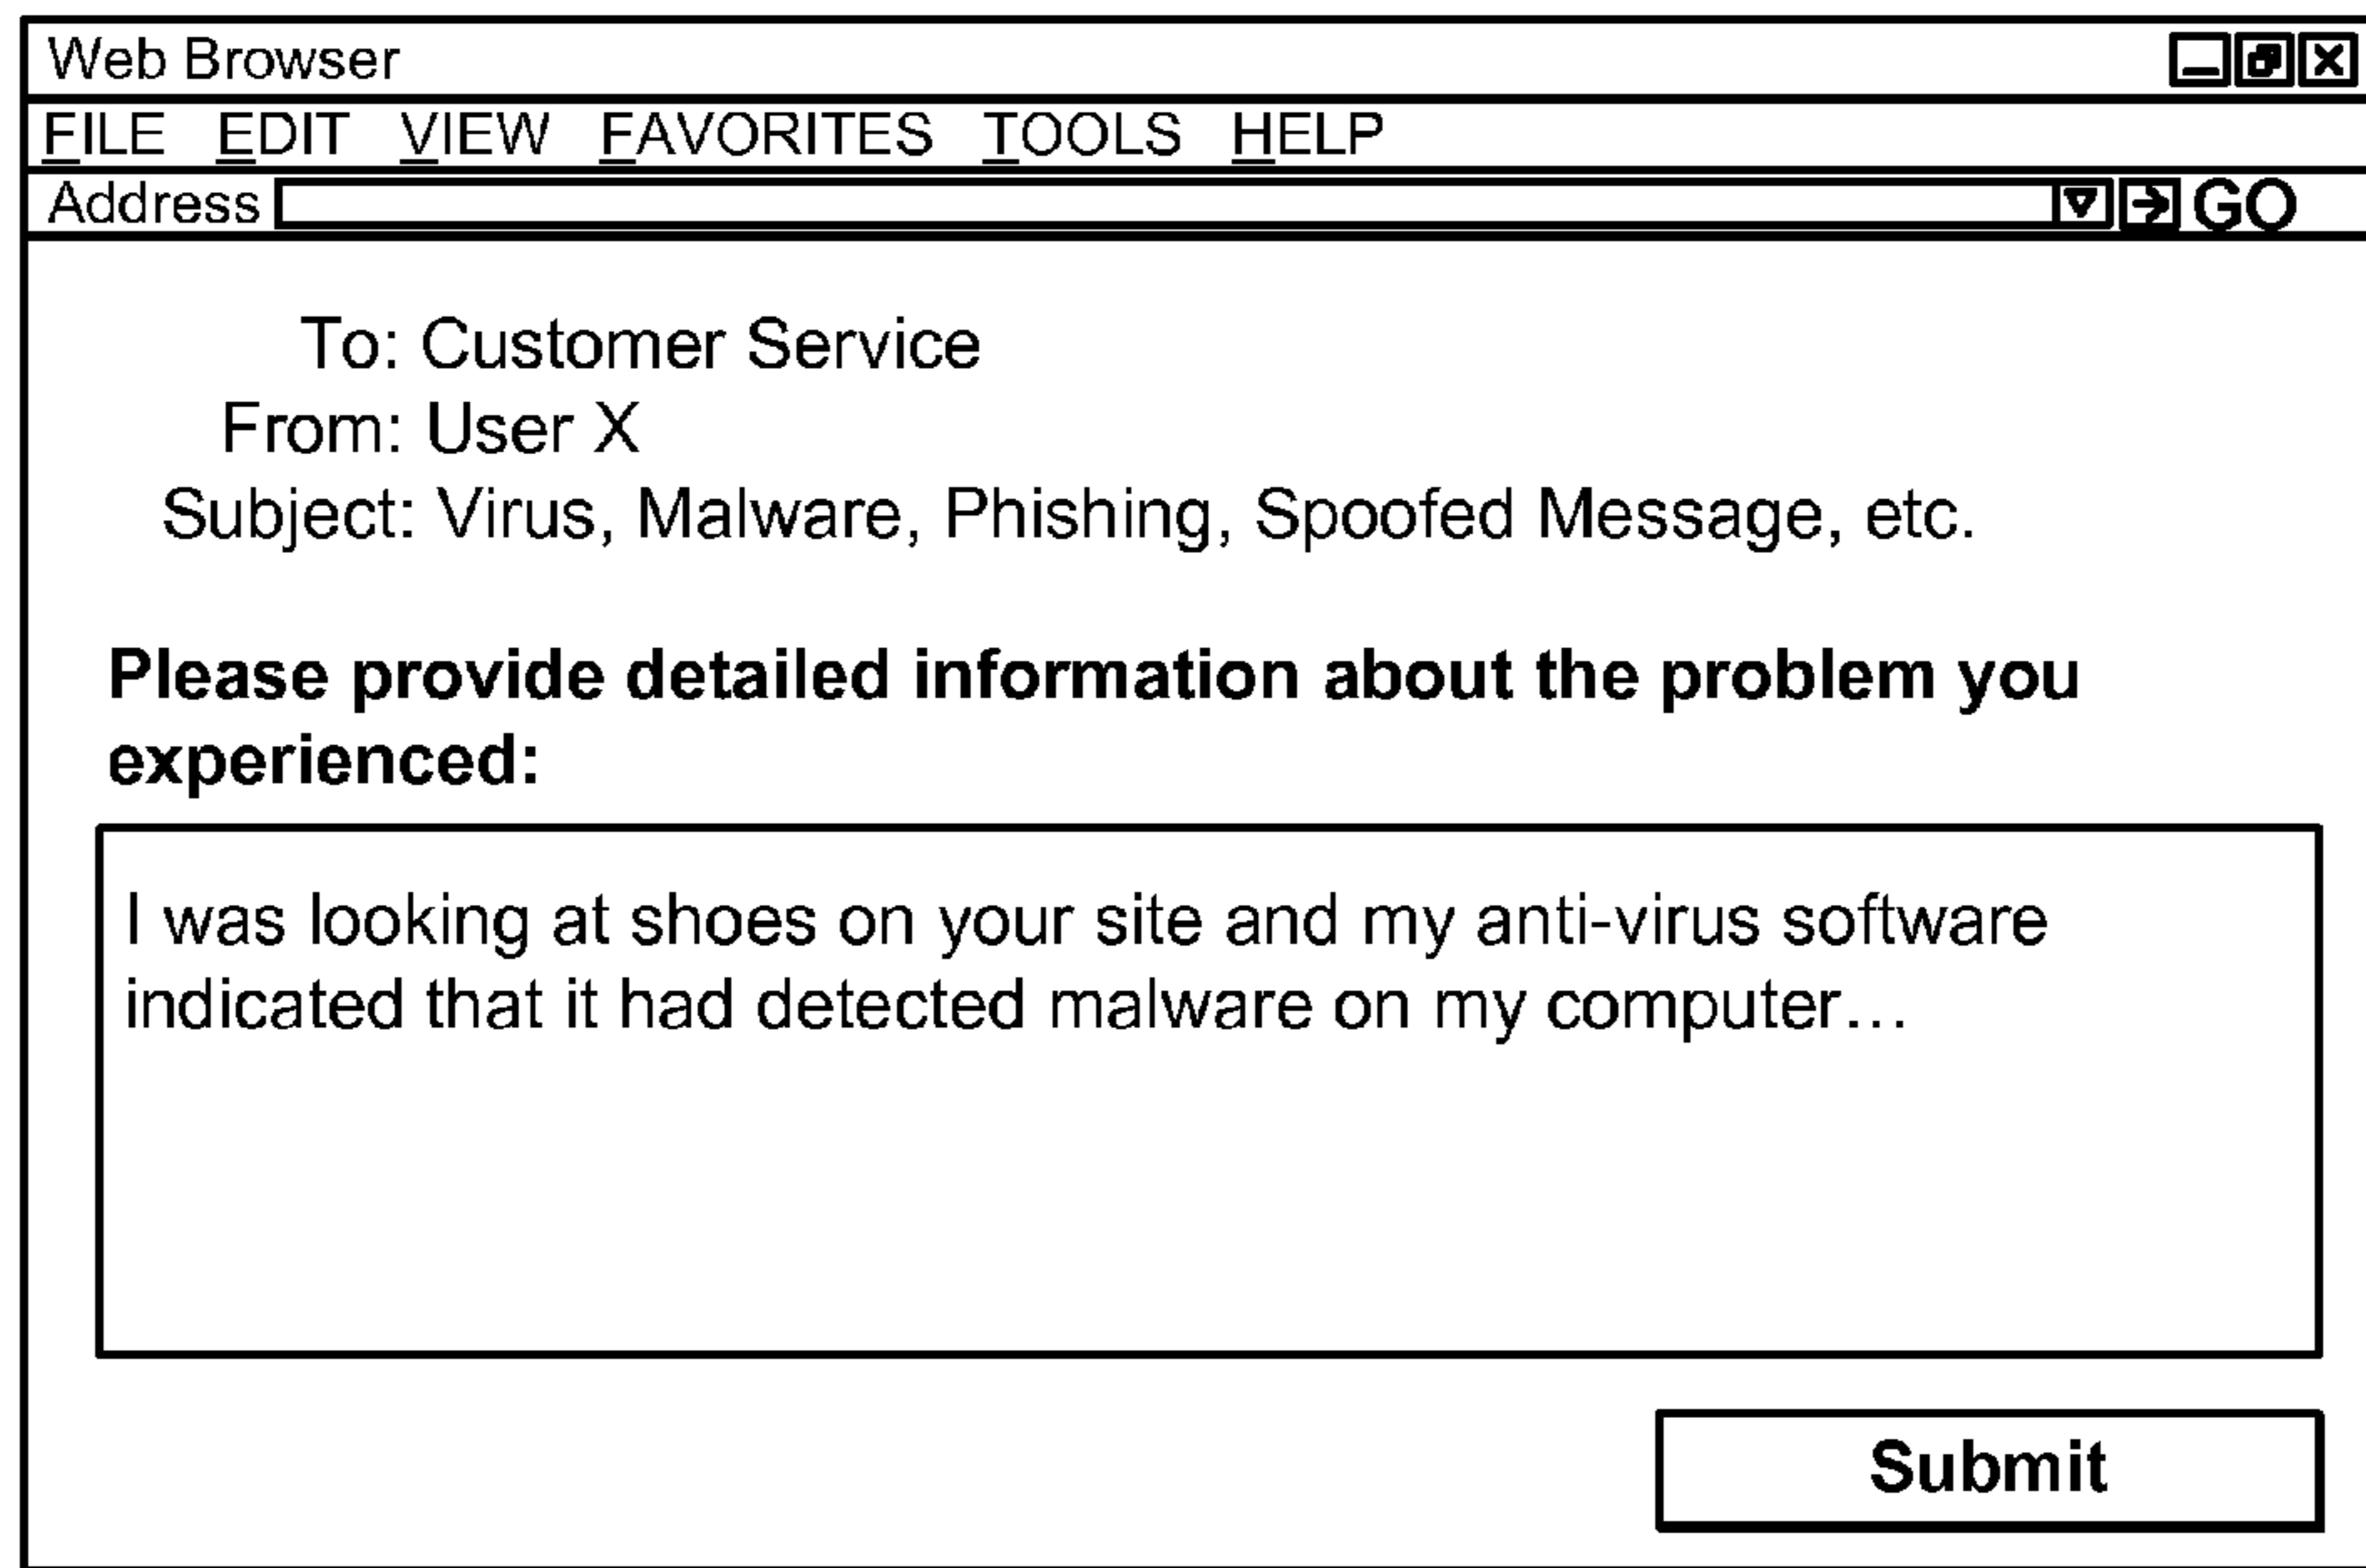 Web Browser
FILE EDIT VIEW FAVORITES TOOLS HELP
Address GO
To: Customer Service
From: User X
Subject: Virus, Malware, Phishing, Spoofed Message, etc.
Please provide detailed information about the problem you
experienced:
I was looking at shoes on your site and my anti-virus software
indicated that it had detected malware on my computer…
Submit